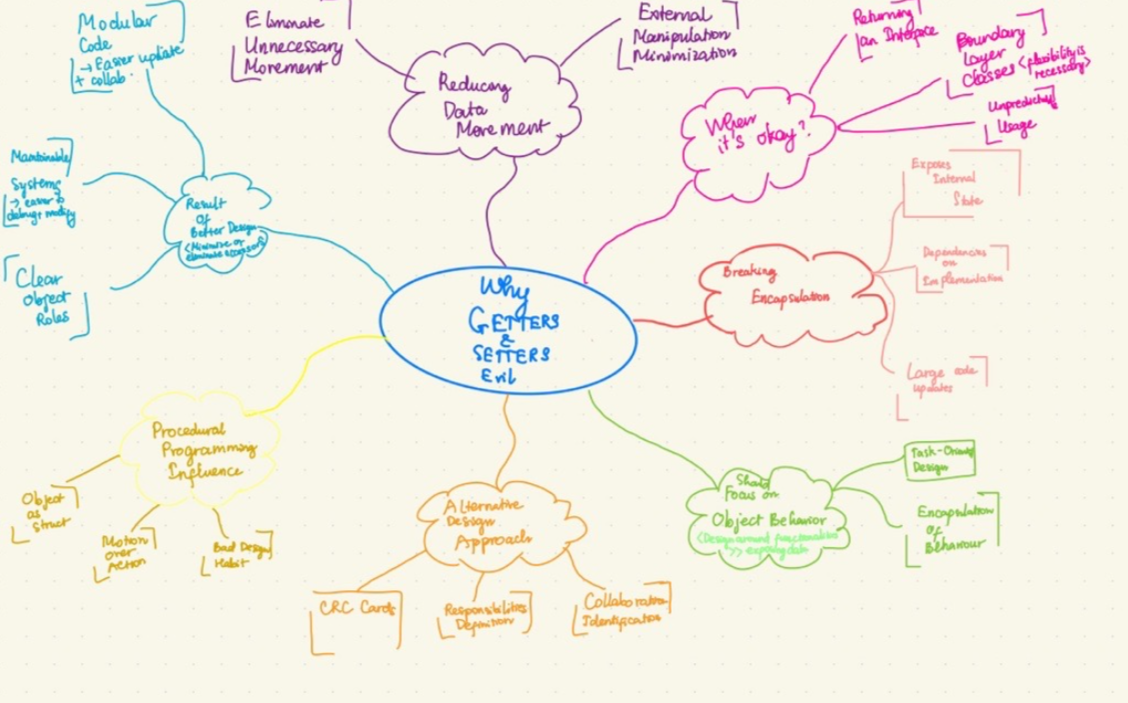 Why
GETTERS
&
SETTERS
Evil
Reducing
Data
Movement
Eliminate
Unnecessary
Movement
External
Manipulation
Minimization
When
it's okay?
Returning
an Interface
Boundary
Layer
Classes <flexibility is
necessary>
Usage
Breaking
Encapsulation
Exposes
Internal
State
Dependencies
on
Implementation
Large code
updates
Should
Focus on
Object Behavior
<Design around functionalities
>> exposing data
Task-Oriented
Design
Encapsulation
of
Behaviour
Alternative
Design
Approach
CRC Cards
Responsibilities
Definition
Collaboration
Identification
Procedural
Programming
Influence
Object
as
Struct
Motion
over
Action
Bad Design
Habit
Result
Of
Better Design
<Minimize or
eliminate accessors>
Modular
Code
→ Easier update
+ collab.
Maintainable
Systems
→ easier to
debug + modify
Clear
Object
Roles